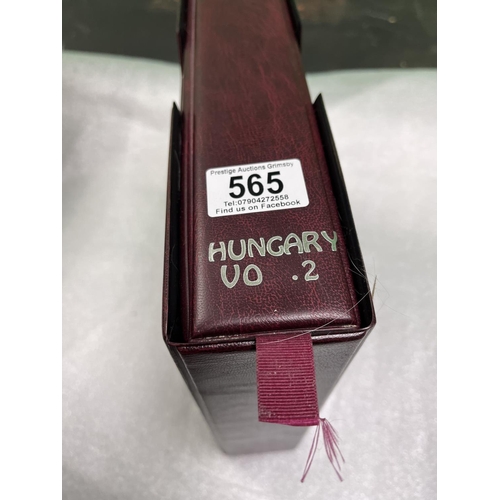 Prestige Auctions Grimsby
565
Tel:07904272558
Find us on Facebook
HUNGARY
VO .2